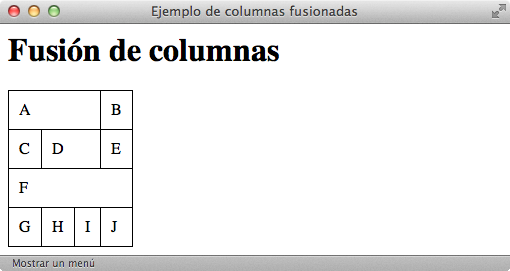 Ejemplo de columnas fusionadas
Fusión de columnas
A B
C D E
F
G H I J
Mostrar un menú